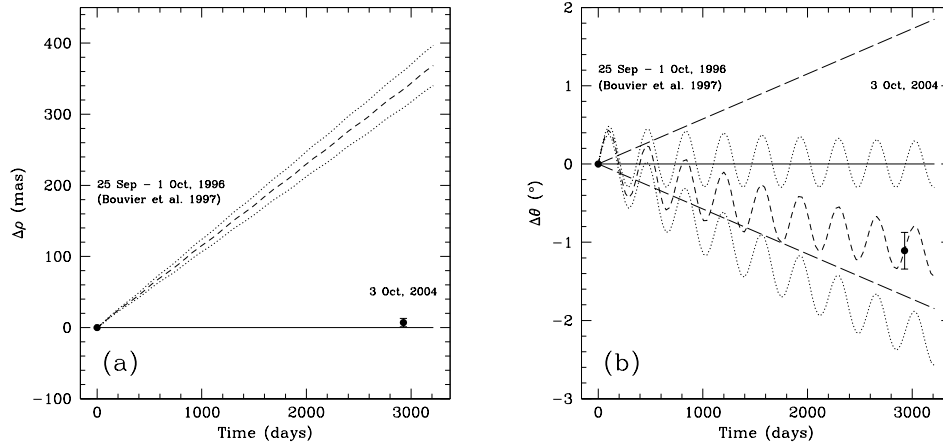 400
300
200
100
0
−100
0
1000
2000
3000
Δρ (mas)
Time (days)
25 Sep – 1 Oct, 1996
(Bouvier et al. 1997)
3 Oct, 2004
(a)
2
1
0
−1
−2
−3
0
1000
2000
3000
Δθ (°)
Time (days)
25 Sep – 1 Oct, 1996
(Bouvier et al. 1997)
3 Oct, 2004
(b)